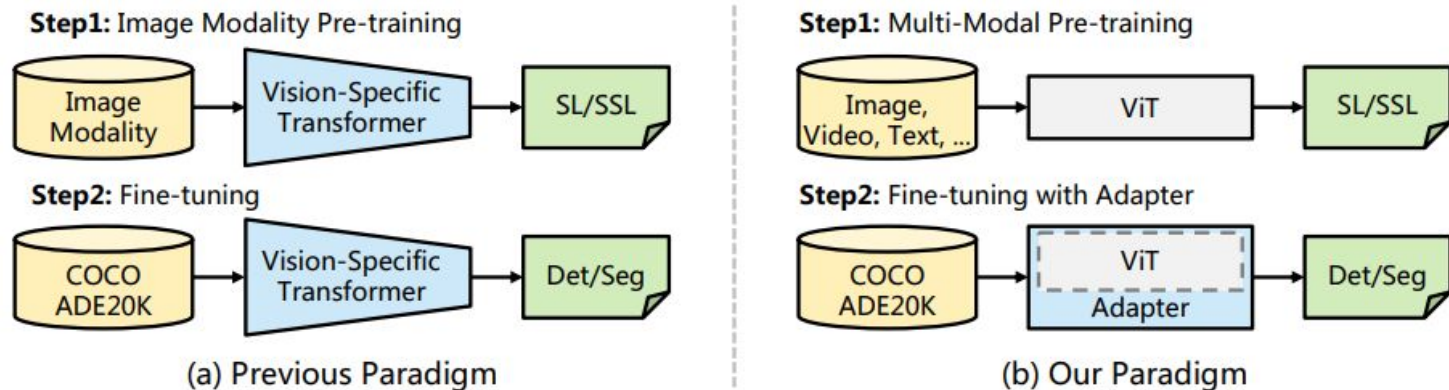 Step1: Image Modality Pre-training
Image
Modality
Vision-Specific
Transformer
SL/SSL
Step2: Fine-tuning
COCO
ADE20K
Vision-Specific
Transformer
Det/Seg
(a) Previous Paradigm
Step1: Multi-Modal Pre-training
Image,
Video, Text, ...
ViT
SL/SSL
Step2: Fine-tuning with Adapter
COCO
ADE20K
ViT
Adapter
Det/Seg
(b) Our Paradigm